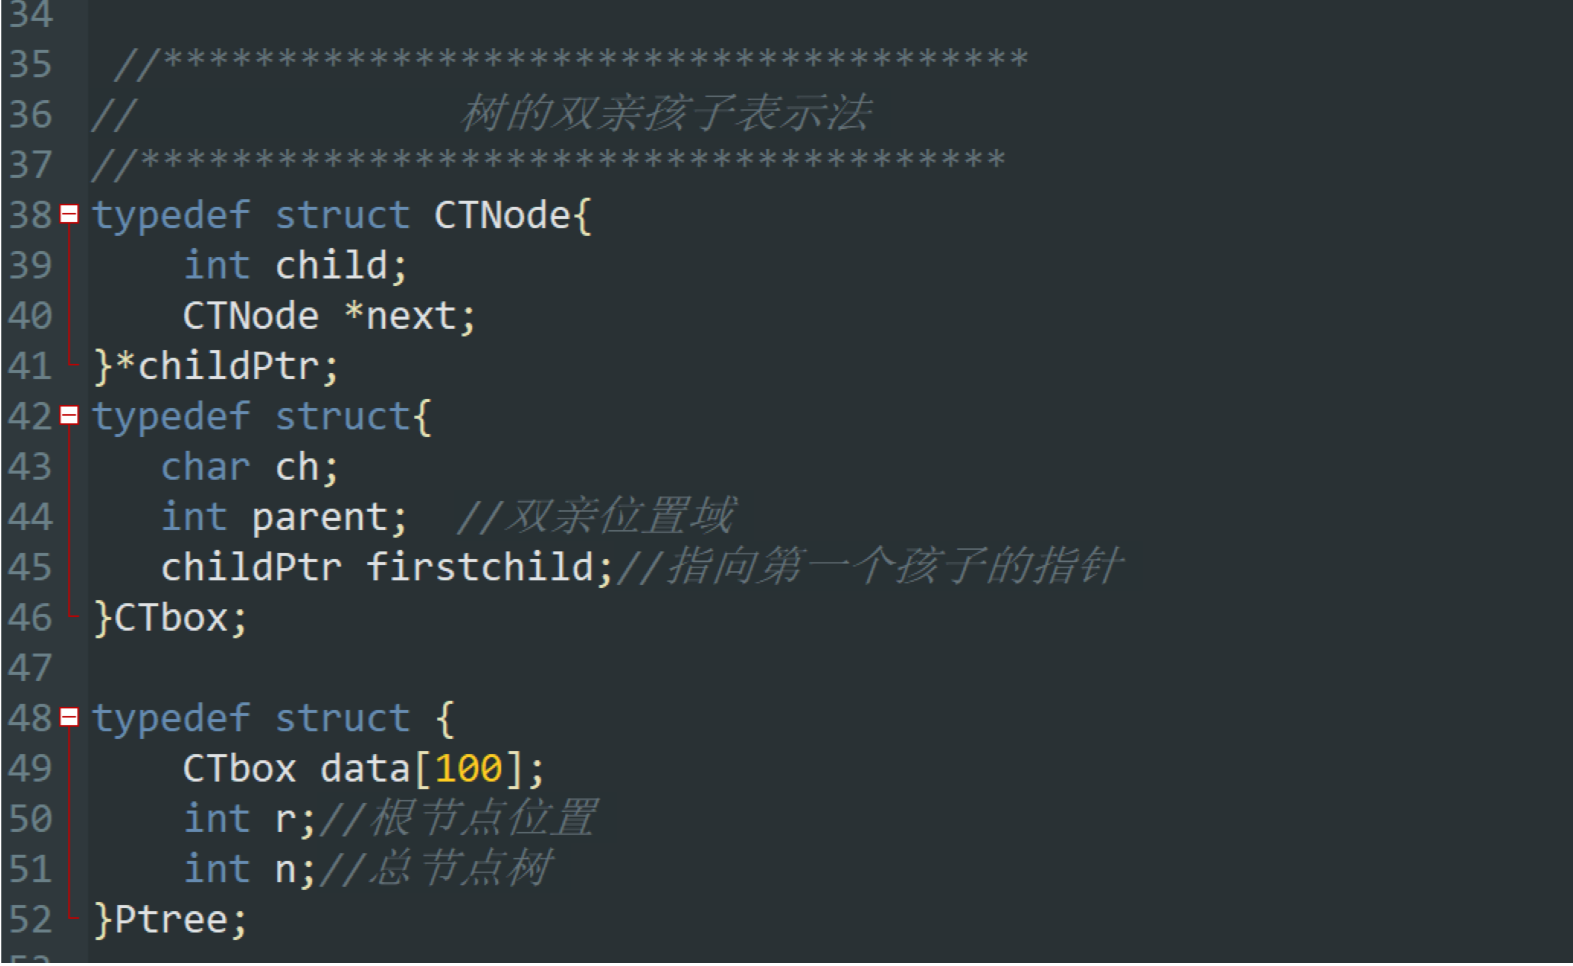 34
35 //**************************************
36 // 树的双亲孩子表示法
37 //**************************************
38 typedef struct CTNode{
39 int child;
40 CTNode *next;
41 }*childPtr;
42 typedef struct{
43 char ch;
44 int parent; //双亲位置域
45 childPtr firstchild;//指向第一个孩子的指针
46 }CTbox;
47
48 typedef struct {
49 CTbox data[100];
50 int r;//根节点位置
51 int n;//总节点树
52 }Ptree;